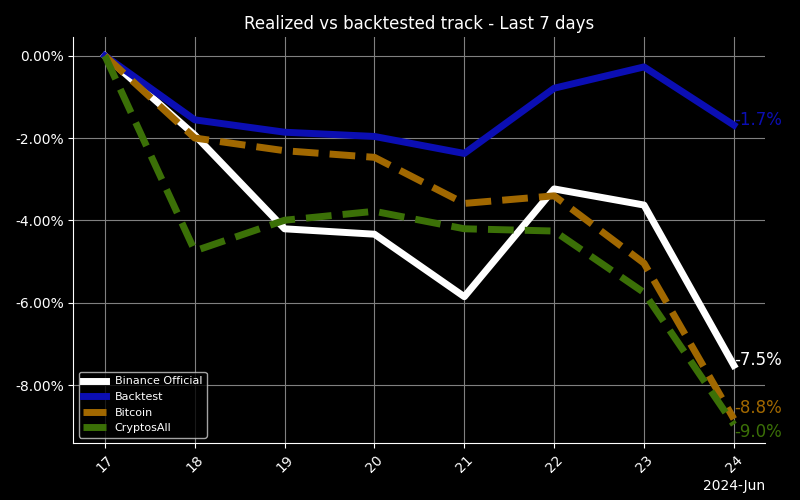 Realized vs backtested track - Last 7 days
0.00%
-2.00%
-4.00%
-6.00%
-8.00%
-1.7%
-7.5%
-8.8%
-9.0%
Binance Official
Backtest
Bitcoin
CryptosAll
17 18 19 20 21 22 23 24
2024-Jun